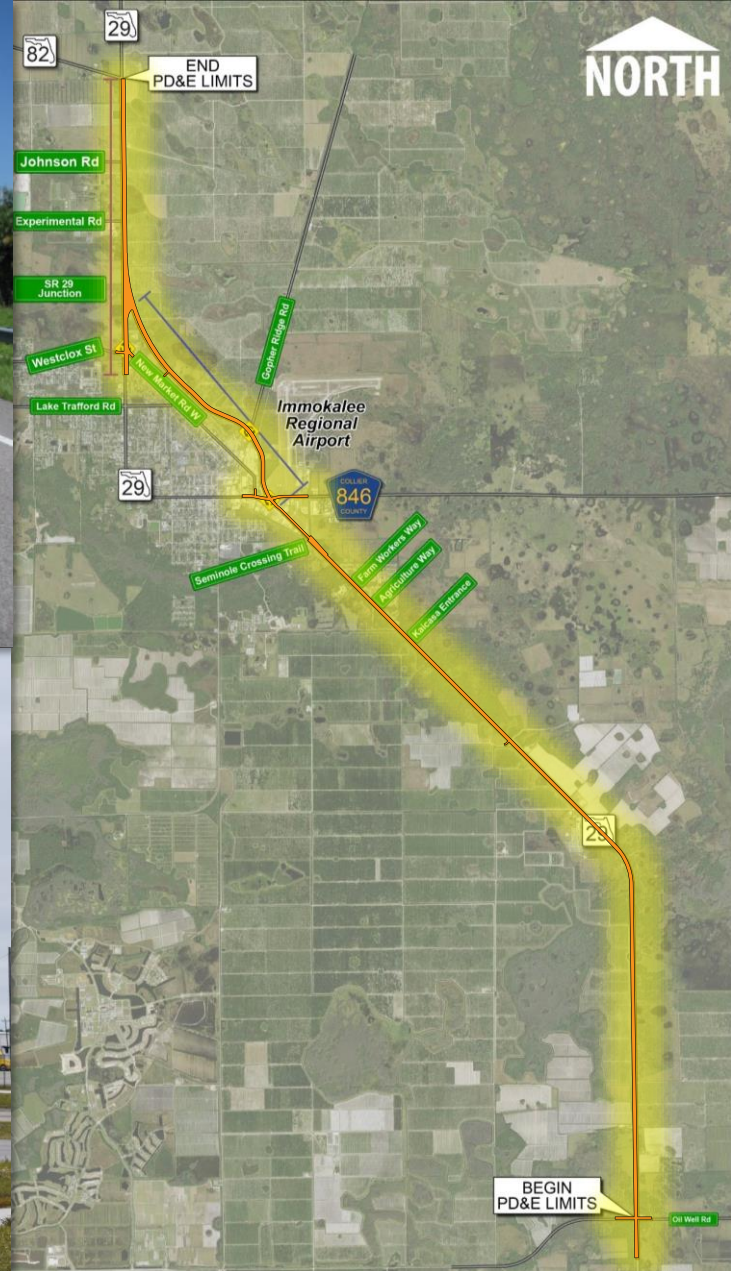 29
82
END
PD&E LIMITS
NORTH
Johnson Rd
Experimental Rd
SR 29
Junction
Westclox St
New Market Rd W
Gopher Ridge Rd
Lake Trafford Rd
Immokalee
Regional
Airport
29
COLLIER
846
COUNTY
Seminole Crossing Trail
Farm Workers Way
Agriculture Way
Kaicasa Entrance
29
BEGIN
PD&E LIMITS
Oil Well Rd